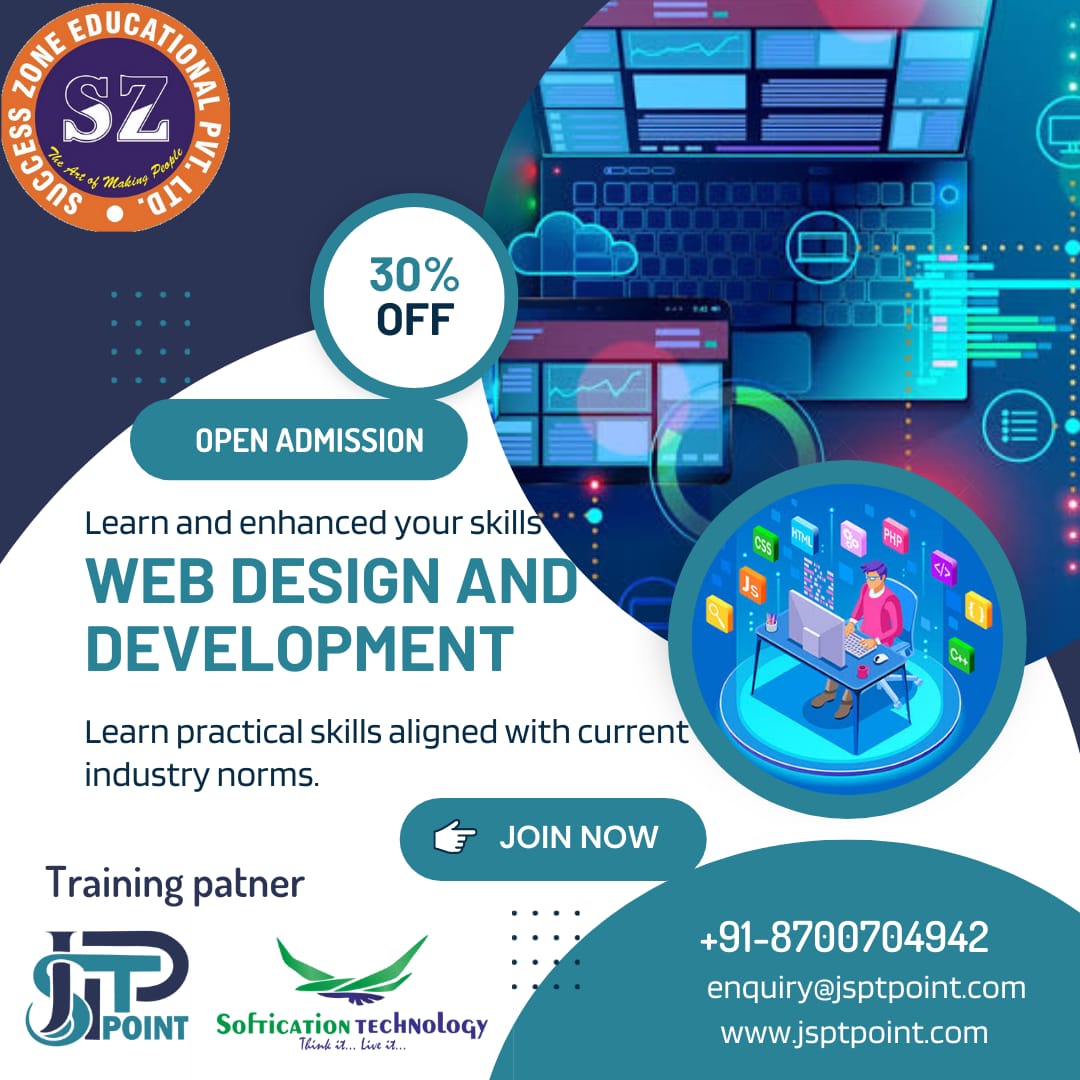 SUCCESS ZONE EDUCATIONAL PVT. LTD.
SZ
The Art of Making People
30%
OFF
OPEN ADMISSION
Learn and enhanced your skills
WEB DESIGN AND
DEVELOPMENT
Learn practical skills aligned with current
industry norms.
CSS
HTML
PHP
JS
</>
{ }
C++
JOIN NOW
Training patner
JSPT
POINT
SOFTRICATION TECHNOLOGY
Think it... Live it...
+91-8700704942
enquiry@jsptpoint.com
www.jsptpoint.com